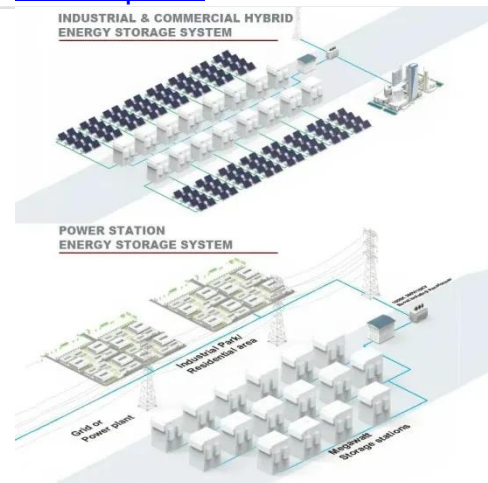 INDUSTRIAL & COMMERCIAL HYBRID
ENERGY STORAGE SYSTEM
POWER STATION
ENERGY STORAGE SYSTEM
Industrial Park/
Residential area
Grid or
Power plant
Megawatt
Storage stations